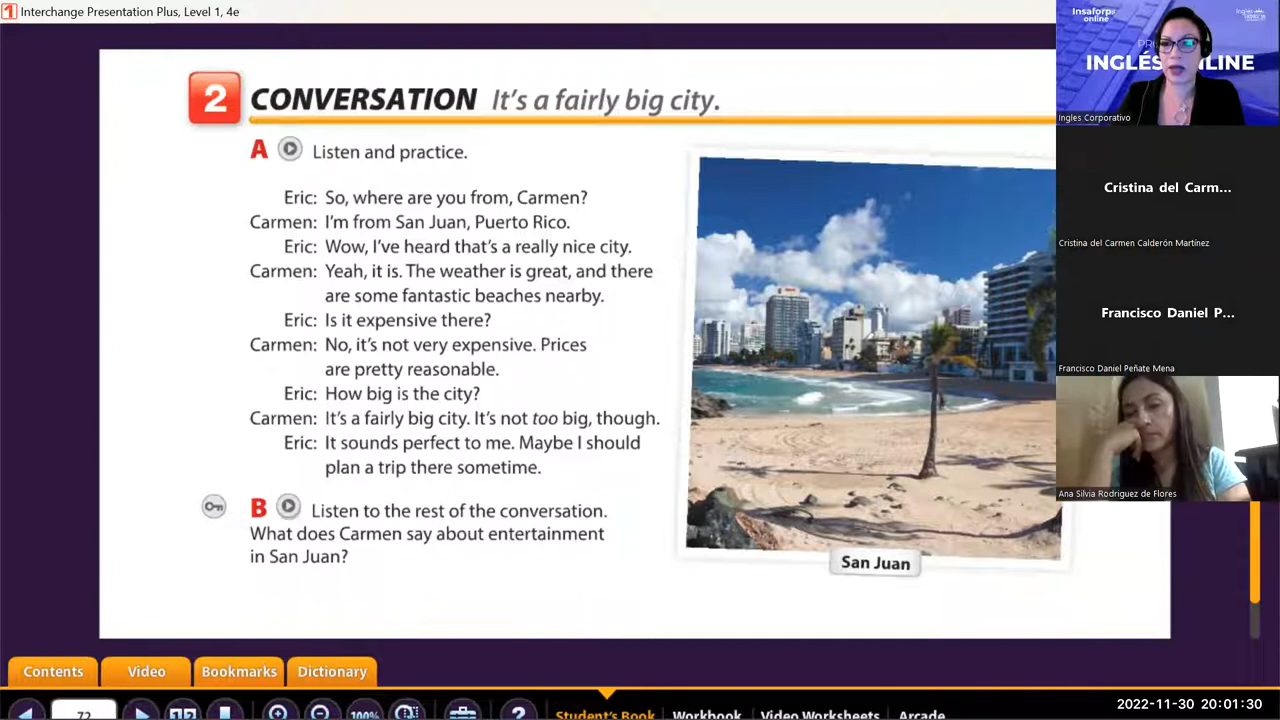 Interchange Presentation Plus, Level 1, 4e
2 CONVERSATION It's a fairly big city.
A Listen and practice.
Eric: So, where are you from, Carmen?
Carmen: I'm from San Juan, Puerto Rico.
Eric: Wow, I've heard that's a really nice city.
Carmen: Yeah, it is. The weather is great, and there
are some fantastic beaches nearby.
Eric: Is it expensive there?
Carmen: No, it's not very expensive. Prices
are pretty reasonable.
Eric: How big is the city?
Carmen: It's a fairly big city. It's not too big, though.
Eric: It sounds perfect to me. Maybe I should
plan a trip there sometime.
B Listen to the rest of the conversation.
What does Carmen say about entertainment
in San Juan?
San Juan
Insaforp
online
INGLÉS
NLINE
Ingles Corporativo
Cristina del Carm...
Cristina del Carmen Calderón Martínez
Francisco Daniel P...
Francisco Daniel Peñate Mena
Ana Silvia Rodriguez de Flores
Contents Video Bookmarks Dictionary
72 100% ? Student's Book Workbook Video Worksheets Arcade
2022-11-30 20:01:30